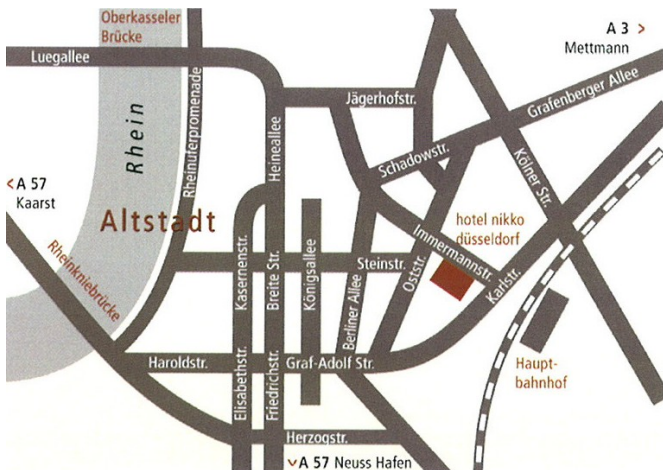 Oberkasseler
Brücke
A 3 >
Mettmann
Luegallee
Jägerhofstr.
Grafenberger Allee
Rhein
Rheinuferpromenade
Heineallee
Schadowstr.
Kölner Str.
<A 57
Kaarst
Altstadt
hotel nikko
düsseldorf
Immermannstr.
Rheinkniebrücke
Kasernenstr.
Breite Str.
Königsallee
Steinstr.
Berliner Allee
Oststr.
Karlstr.
Haroldstr.
Graf-Adolf Str.
Haupt-
bahnhof
Elisabethstr.
Friedrichstr.
Herzogstr.
˅A 57 Neuss Hafen